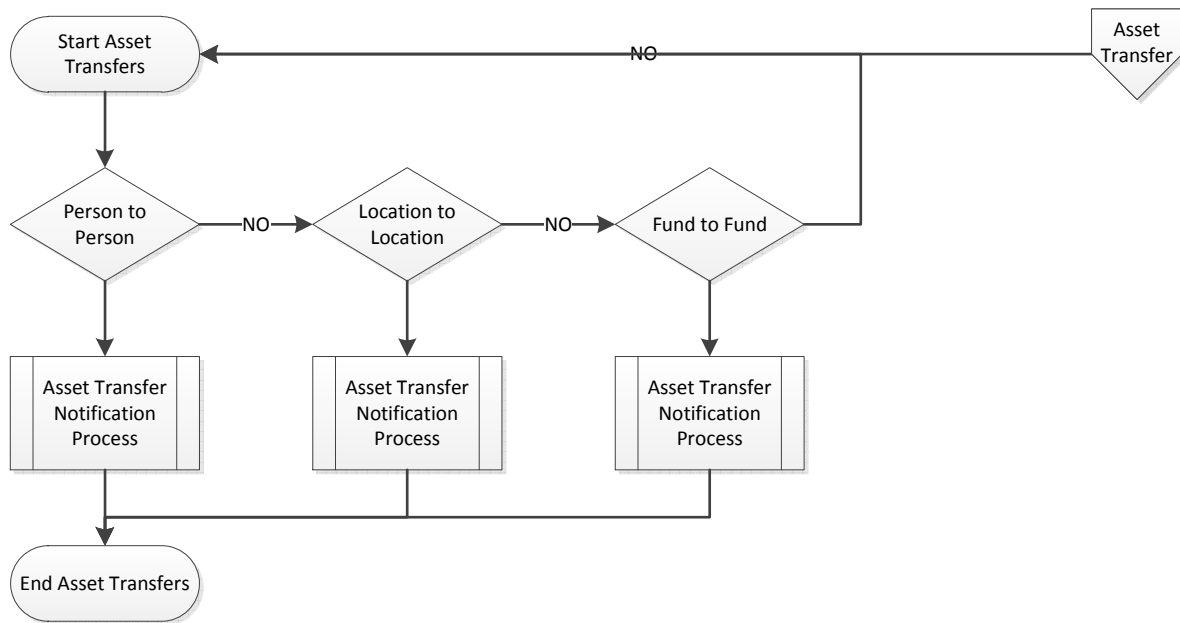 Start Asset
Transfers
NO
Asset
Transfer
Person to
Person
NO
Location to
Location
NO
Fund to Fund
Asset Transfer
Notification
Process
Asset Transfer
Notification
Process
Asset Transfer
Notification
Process
End Asset Transfers